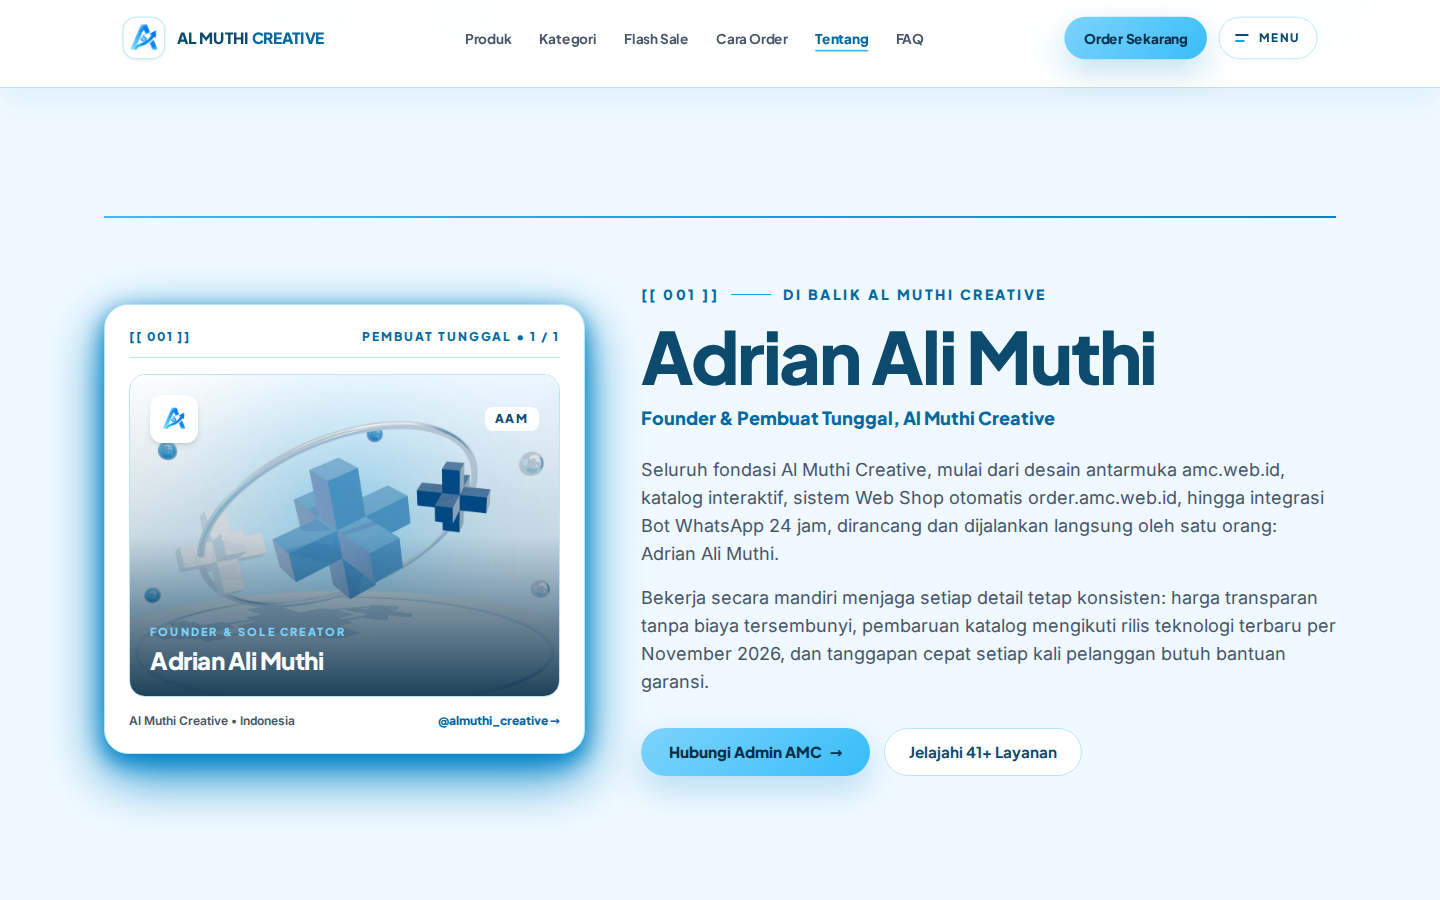 AL MUTHI CREATIVE
Produk
Kategori
Flash Sale
Cara Order
Tentang
FAQ
Order Sekarang
MENU
[[ 001 ]]
PEMBUAT TUNGGAL • 1 / 1
AAM
FOUNDER & SOLE CREATOR
Adrian Ali Muthi
Al Muthi Creative • Indonesia
@almuthi_creative→
[[ 001 ]] DI BALIK AL MUTHI CREATIVE
Adrian Ali Muthi
Founder & Pembuat Tunggal, Al Muthi Creative
Seluruh fondasi Al Muthi Creative, mulai dari desain antarmuka amc.web.id,
katalog interaktif, sistem Web Shop otomatis order.amc.web.id, hingga integrasi
Bot WhatsApp 24 jam, dirancang dan dijalankan langsung oleh satu orang:
Adrian Ali Muthi.
Bekerja secara mandiri menjaga setiap detail tetap konsisten: harga transparan
tanpa biaya tersembunyi, pembaruan katalog mengikuti rilis teknologi terbaru per
November 2026, dan tanggapan cepat setiap kali pelanggan butuh bantuan
garansi.
Hubungi Admin AMC →
Jelajahi 41+ Layanan